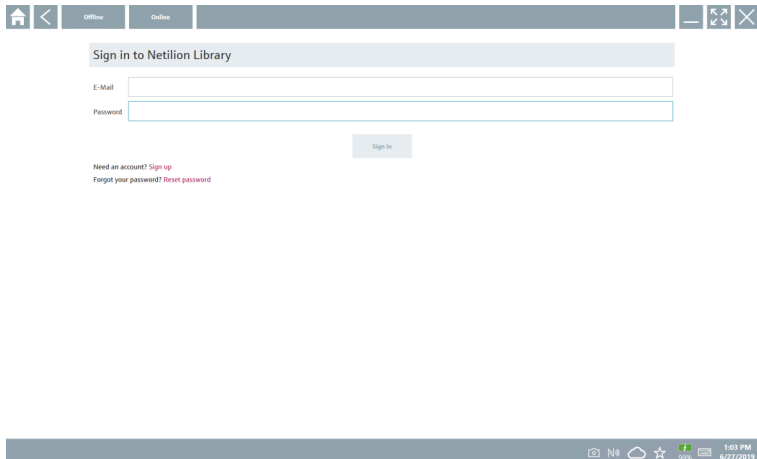 Offline Online
Sign in to Netilion Library
E-Mail
Password
Sign in
Need an account? Sign up
Forgot your password? Reset password
99%
1:03 PM
6/27/2019